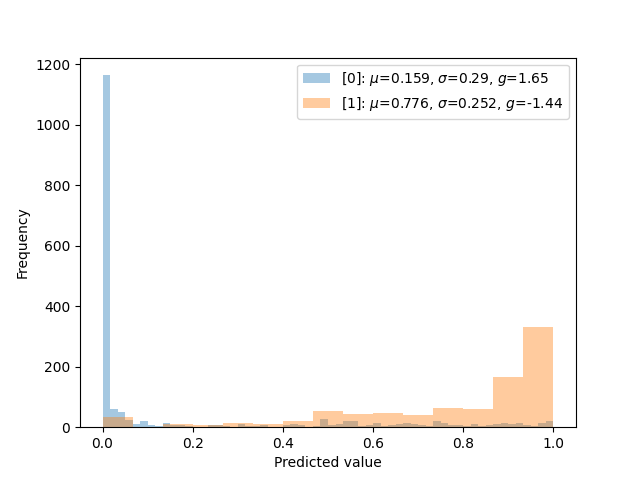 [0]: μ=0.159, σ=0.29, g=1.65
[1]: μ=0.776, σ=0.252, g=-1.44
1200
1000
800
600
400
200
0
Frequency
0.0 0.2 0.4 0.6 0.8 1.0
Predicted value